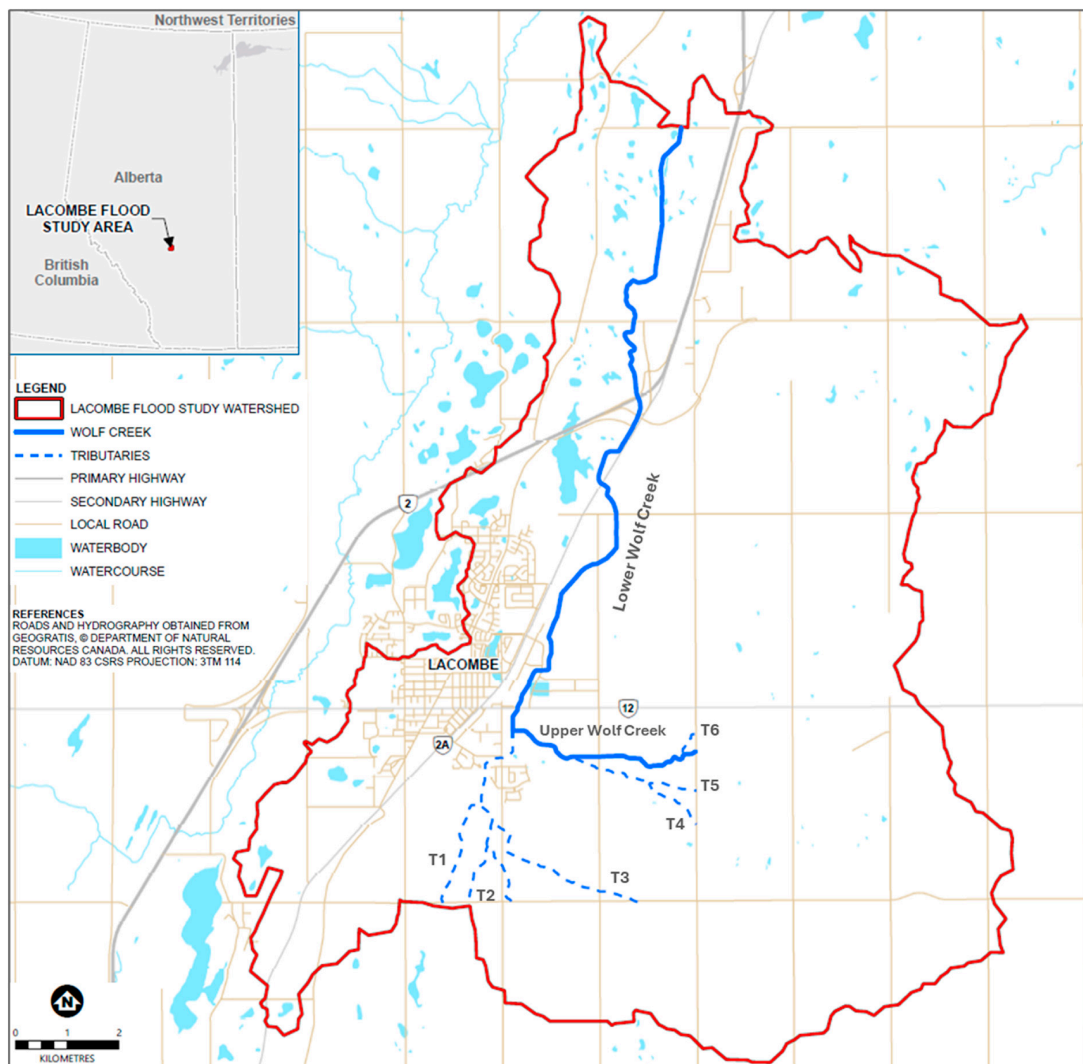 Northwest Territories
Alberta
LACOMBE FLOOD
STUDY AREA
British
Columbia
LEGEND
LACOMBE FLOOD STUDY WATERSHED
WOLF CREEK
TRIBUTARIES
PRIMARY HIGHWAY
SECONDARY HIGHWAY
LOCAL ROAD
WATERBODY
WATERCOURSE
REFERENCES
ROADS AND HYDROGRAPHY OBTAINED FROM
GEOGRATIS, © DEPARTMENT OF NATURAL
RESOURCES CANADA. ALL RIGHTS RESERVED.
DATUM: NAD 83 CSRS PROJECTION: 3TM 114
2
Lower Wolf Creek
LACOMBE
12
Upper Wolf Creek
2A
T6
T5
T4
T1
T2
T3
N
0 1 2
KILOMETRES